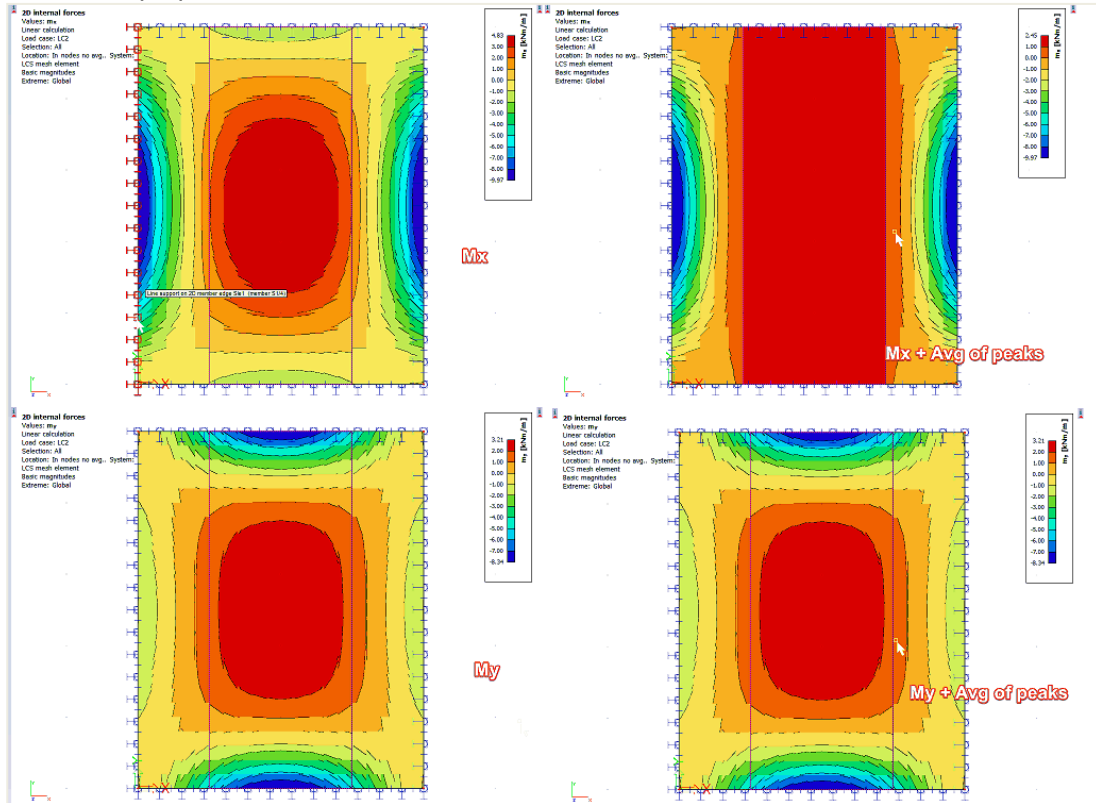 2D internal forces
Values: mx
Linear calculation
Load case: LC2
Selection: All
Location: In nodes no avg.. System:
LCS mesh element
Basic magnitudes
Extreme: Global
4.83
3.00
2.00
1.00
0.00
-1.00
-2.00
-3.00
-4.00
-5.00
-6.00
-7.00
-8.00
-9.97
mx [kNm/m]
Line support on 2D member edge
Mx
2D internal forces
Values: mx
Linear calculation
Load case: LC2
Selection: All
Location: In nodes no avg.. System:
LCS mesh element
Basic magnitudes
Extreme: Global
2.45
1.00
0.00
-1.00
-2.00
-3.00
-4.00
-5.00
-6.00
-7.00
-8.00
-9.97
mx [kNm/m]
Mx + Avg of peaks
2D internal forces
Values: my
Linear calculation
Load case: LC2
Selection: All
Location: In nodes no avg.. System:
LCS mesh element
Basic magnitudes
Extreme: Global
3.21
2.00
1.00
0.00
-1.00
-2.00
-3.00
-4.00
-5.00
-6.00
-7.00
-8.34
my [kNm/m]
My
2D internal forces
Values: my
Linear calculation
Load case: LC2
Selection: All
Location: In nodes no avg.. System:
LCS mesh element
Basic magnitudes
Extreme: Global
3.21
2.00
1.00
0.00
-1.00
-2.00
-3.00
-4.00
-5.00
-6.00
-7.00
-8.34
my [kNm/m]
My + Avg of peaks